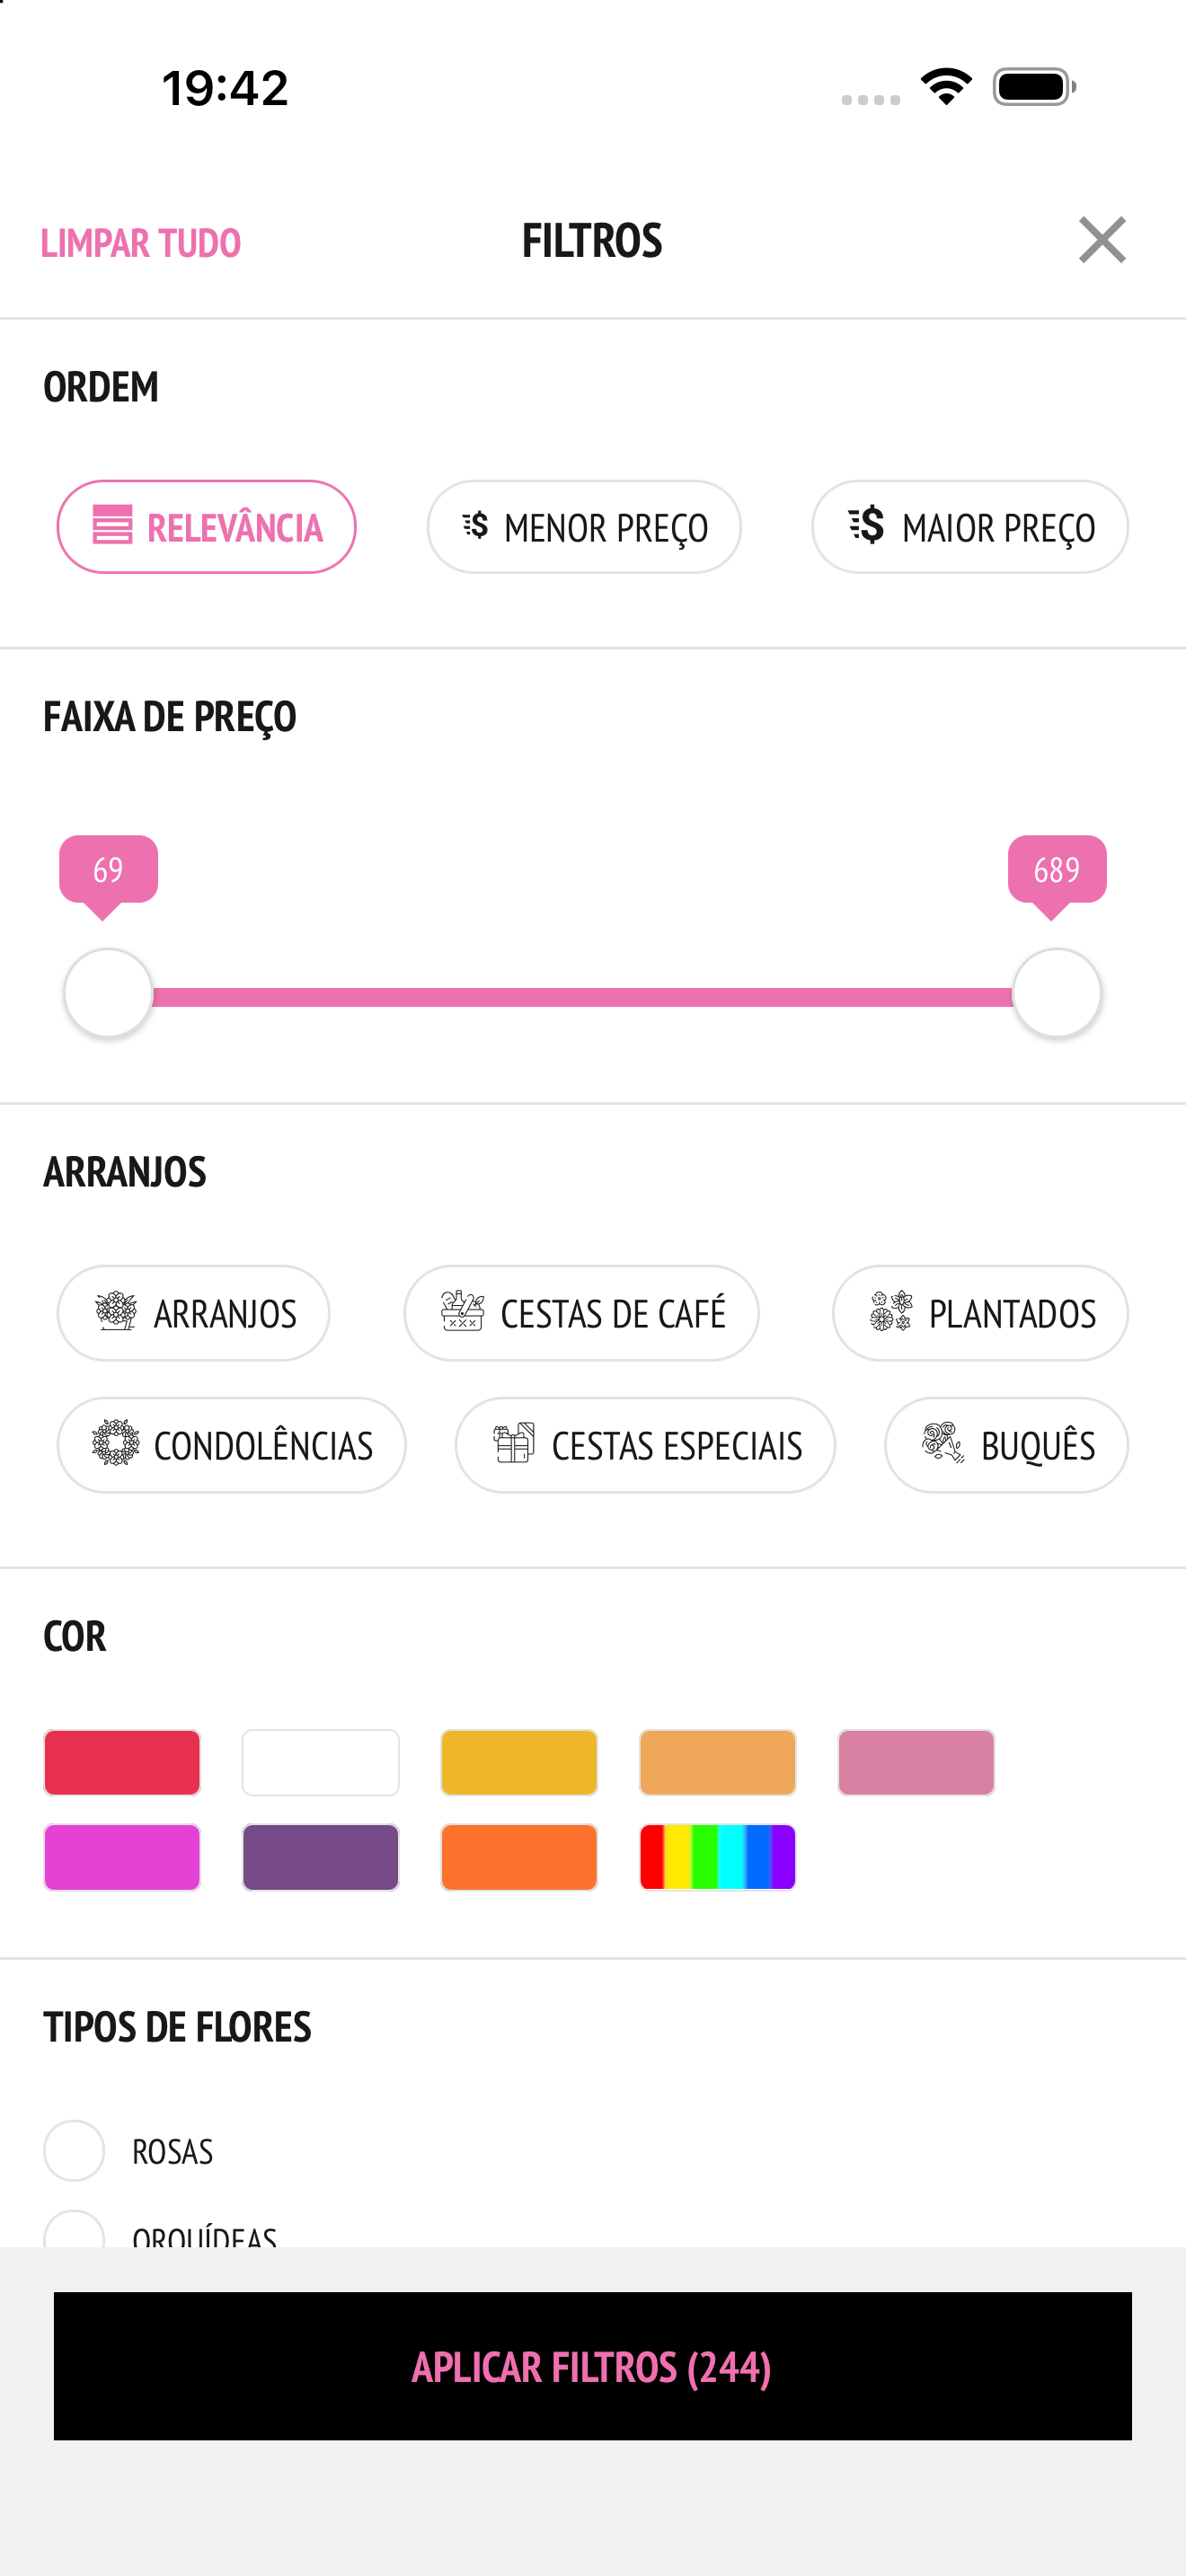 19:42
LIMPAR TUDO FILTROS
ORDEM
RELEVÂNCIA $ MENOR PREÇO $ MAIOR PREÇO
FAIXA DE PREÇO
69 689
ARRANJOS
ARRANJOS CESTAS DE CAFÉ PLANTADOS
CONDOLÊNCIAS CESTAS ESPECIAIS BUQUÊS
COR
TIPOS DE FLORES
ROSAS
ORQUÍDEAS
APLICAR FILTROS (244)